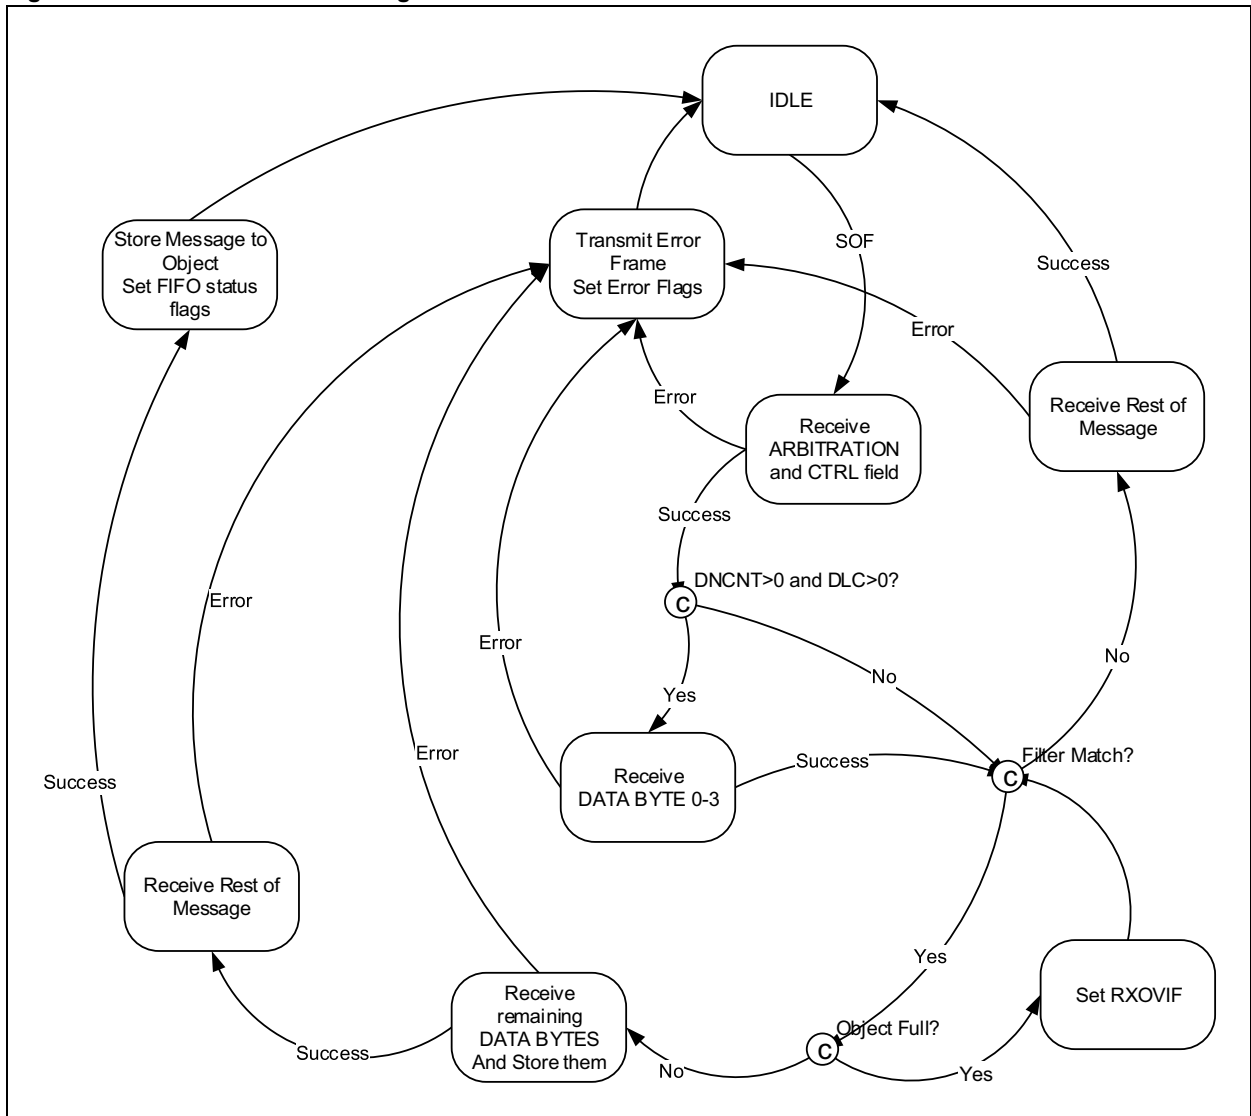 IDLE
Store Message to
Object
Set FIFO status
flags
Transmit Error
Frame
Set Error Flags
SOF
Success
Error
Error
Receive Rest of
Message
Receive
ARBITRATION
and CTRL field
Success
DNCNT>0 and DLC>0?
C
Error
Error
No
No
Yes
Error
Success
Success
Filter Match?
C
Receive
DATA BYTE 0-3
Receive Rest of
Message
Yes
Set RXOVIF
Receive
remaining
DATA BYTES
And Store them
Object Full?
C
Success
No
Yes